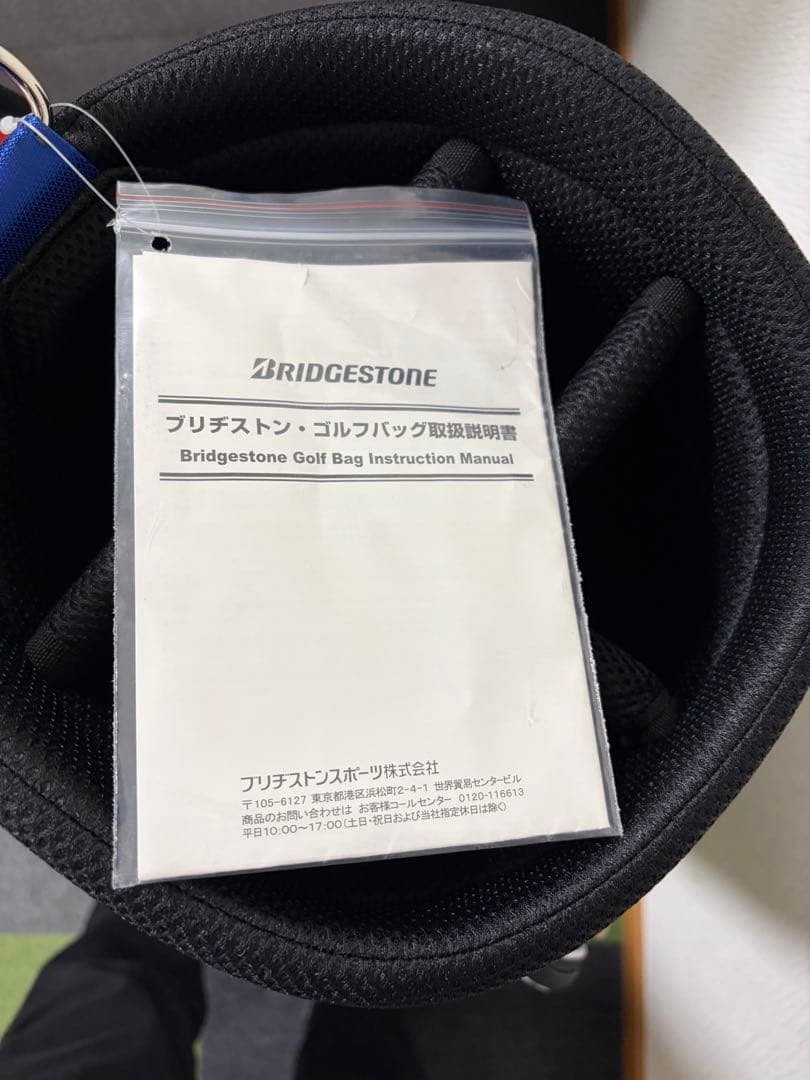 BRIDGESTONE
ブリヂストン・ゴルフバッグ取扱説明書
Bridgestone Golf Bag Instruction Manual
ブリヂストンスポーツ株式会社
〒105-6127 東京都港区浜松町2-4-1 世界貿易センタービル
商品のお問い合わせは お客様コールセンター 0120-116613
平日10:00～17:00(土日・祝日および当社指定休日は除く)